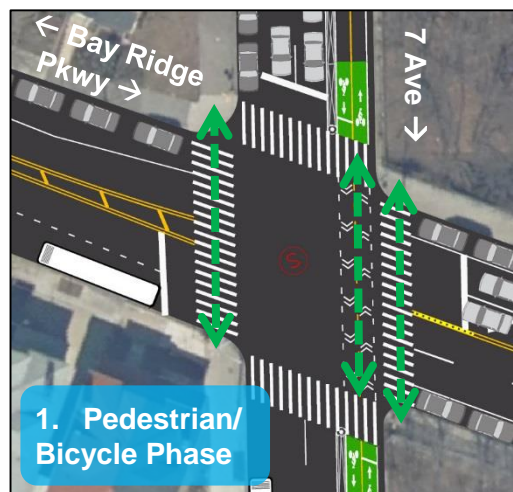 ← Bay Ridge
Pkwy →
7 Ave →
S
1. Pedestrian/
Bicycle Phase